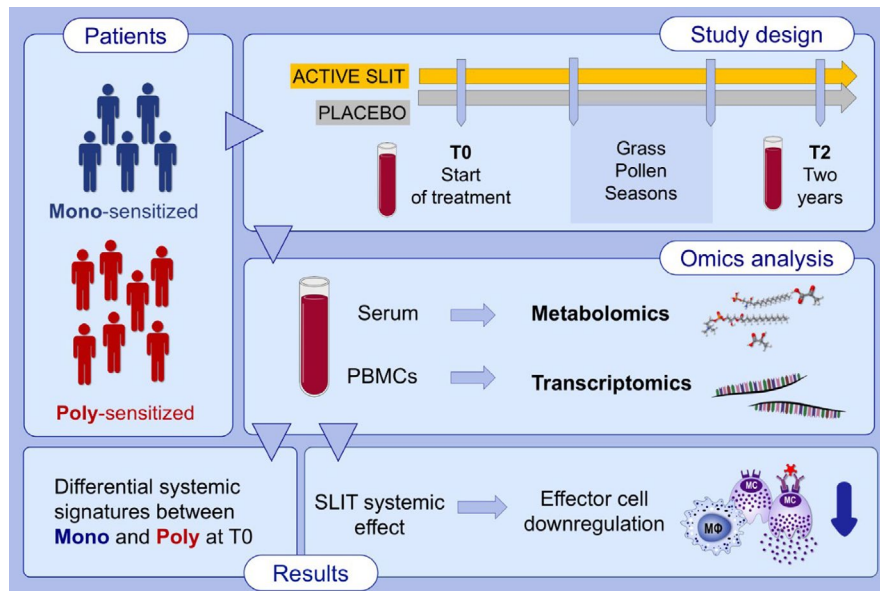 Patients
Mono-sensitized
Poly-sensitized
Study design
ACTIVE SLIT
PLACEBO
T0
Start
of treatment
Grass
Pollen
Seasons
T2
Two
years
Omics analysis
Serum
Metabolomics
PBMCs
Transcriptomics
Differential systemic
signatures between
Mono and Poly at T0
SLIT systemic
effect
Effector cell
downregulation
MΦ
MC
MC
Results